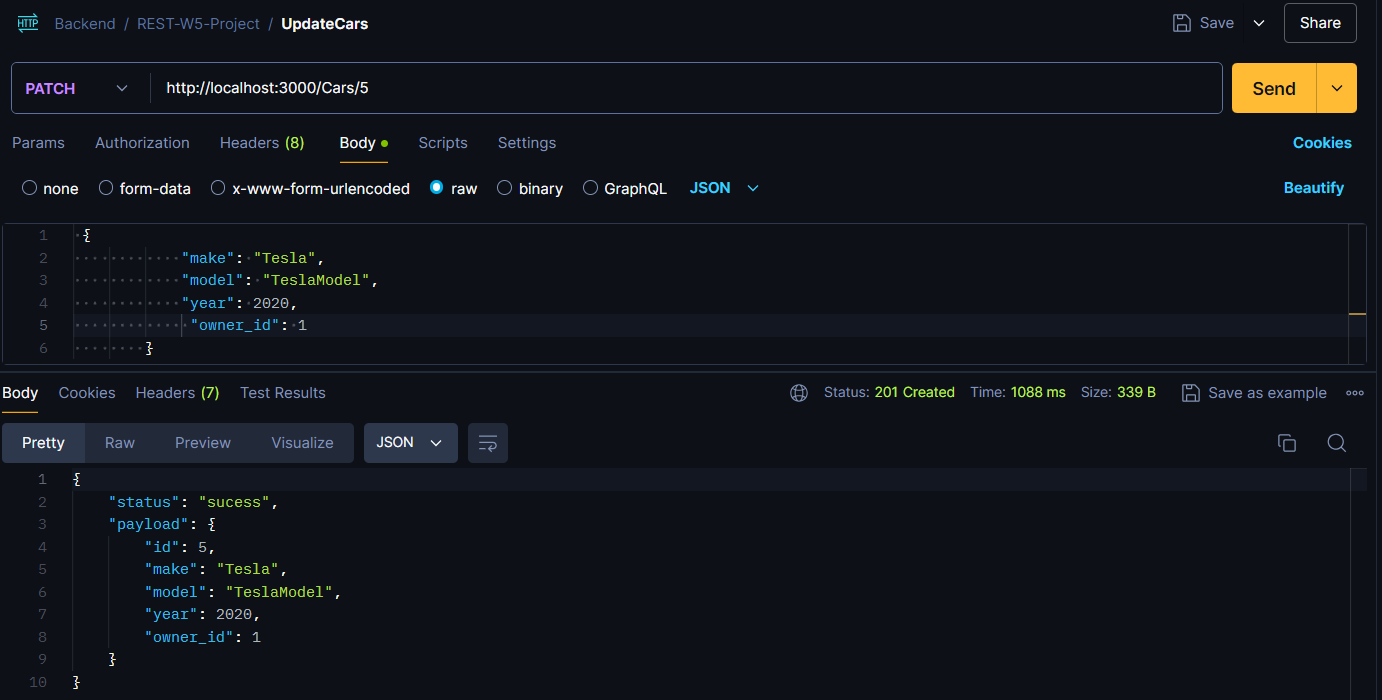 HTTP Backend / REST-W5-Project / UpdateCars Save Share
PATCH http://localhost:3000/Cars/5 Send
Params Authorization Headers (8) Body Scripts Settings Cookies
none form-data x-www-form-urlencoded raw binary GraphQL JSON Beautify
1 {
2 "make": "Tesla",
3 "model": "TeslaModel",
4 "year": 2020,
5 "owner_id": 1
6 }
Body Cookies Headers (7) Test Results Status: 201 Created Time: 1088 ms Size: 339 B Save as example
Pretty Raw Preview Visualize JSON
1 {
2 "status": "sucess",
3 "payload": {
4 "id": 5,
5 "make": "Tesla",
6 "model": "TeslaModel",
7 "year": 2020,
8 "owner_id": 1
9 }
10 }